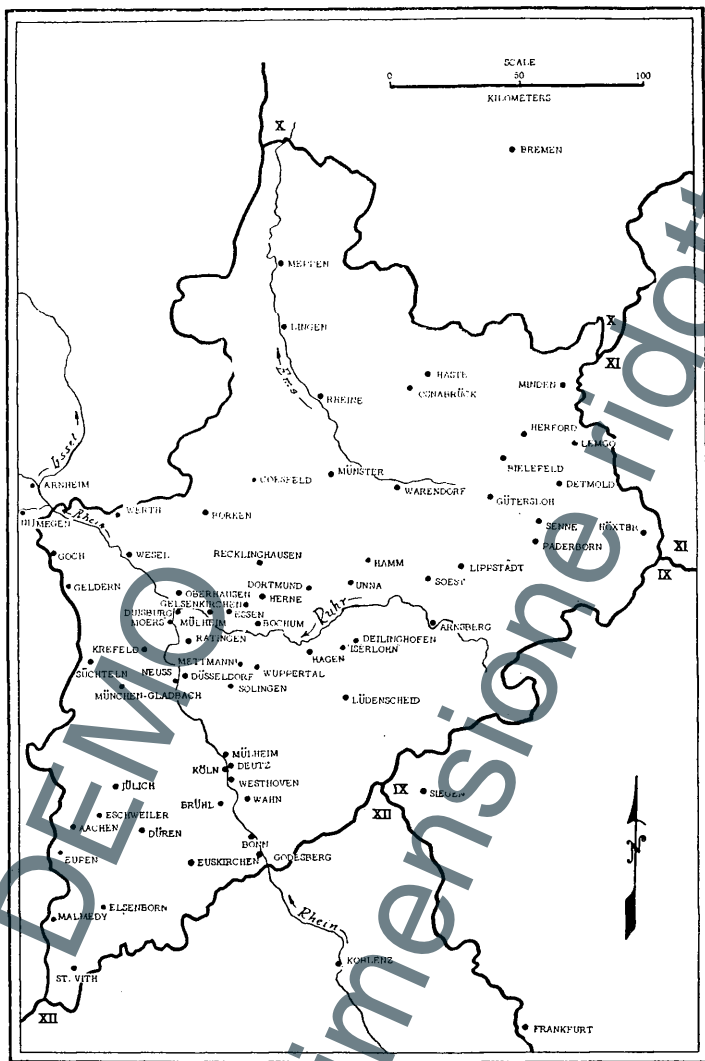 SCALE
0 50 100
KILOMETERS
X
BREMEN
MEPPEN
LINGEN
X
XI
HASTE
OSNABRÜCK
MINDEN
Ems
RHEINE
HERFORD
LEMGO
Issel
BIELEFELD
MÜNSTER
COESFELD
DETMOLD
ARNHEIM
WARENDORF
GÜTERSLOH
Rhein
WERTH
BORKEN
NIJMEGEN
SENNE
HÖXTER
PADERBORN
XI
GOCH
WESEL
RECKLINGHAUSEN
HAMM
LIPPSTADT
IX
GELDERN
DORTMUND
UNNA
SOEST
OBERHAUSEN
HERNE
GELSENKIRCHEN
DUISBURG
ESSEN
Ruhr
MOERS
MÜLHEIM
BOCHUM
ARNSBERG
RATINGEN
DEILINGHOFEN
KREFELD
HAGEN
ISERLOHN
METTMANN
WUPPERTAL
SÜCHTELN
NEUSS
DÜSSELDORF
SOLINGEN
MÜNCHEN-GLADBACH
LÜDENSCHEID
MÜLHEIM
KÖLN
DEUTZ
WESTHOVEN
JÜLICH
IX
SIEGEN
BRÜHL
WAHN
XII
ESCHWEILER
AACHEN
DÜREN
BONN
EUPEN
EUSKIRCHEN
GODESBERG
N
ELSENBORN
MALMEDY
Rhein
KOBLENZ
ST. VITH
XII
FRANKFURT
DEMO
dimensione ridott